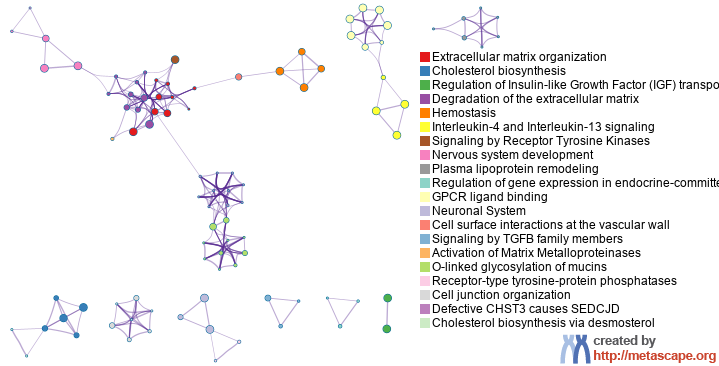 Extracellular matrix organization
Cholesterol biosynthesis
Regulation of Insulin-like Growth Factor (IGF) transpo
Degradation of the extracellular matrix
Hemostasis
Interleukin-4 and Interleukin-13 signaling
Signaling by Receptor Tyrosine Kinases
Nervous system development
Plasma lipoprotein remodeling
Regulation of gene expression in endocrine-committe
GPCR ligand binding
Neuronal System
Cell surface interactions at the vascular wall
Signaling by TGFB family members
Activation of Matrix Metalloproteinases
O-linked glycosylation of mucins
Receptor-type tyrosine-protein phosphatases
Cell junction organization
Defective CHST3 causes SEDCJD
Cholesterol biosynthesis via desmosterol
created by
http://metascape.org